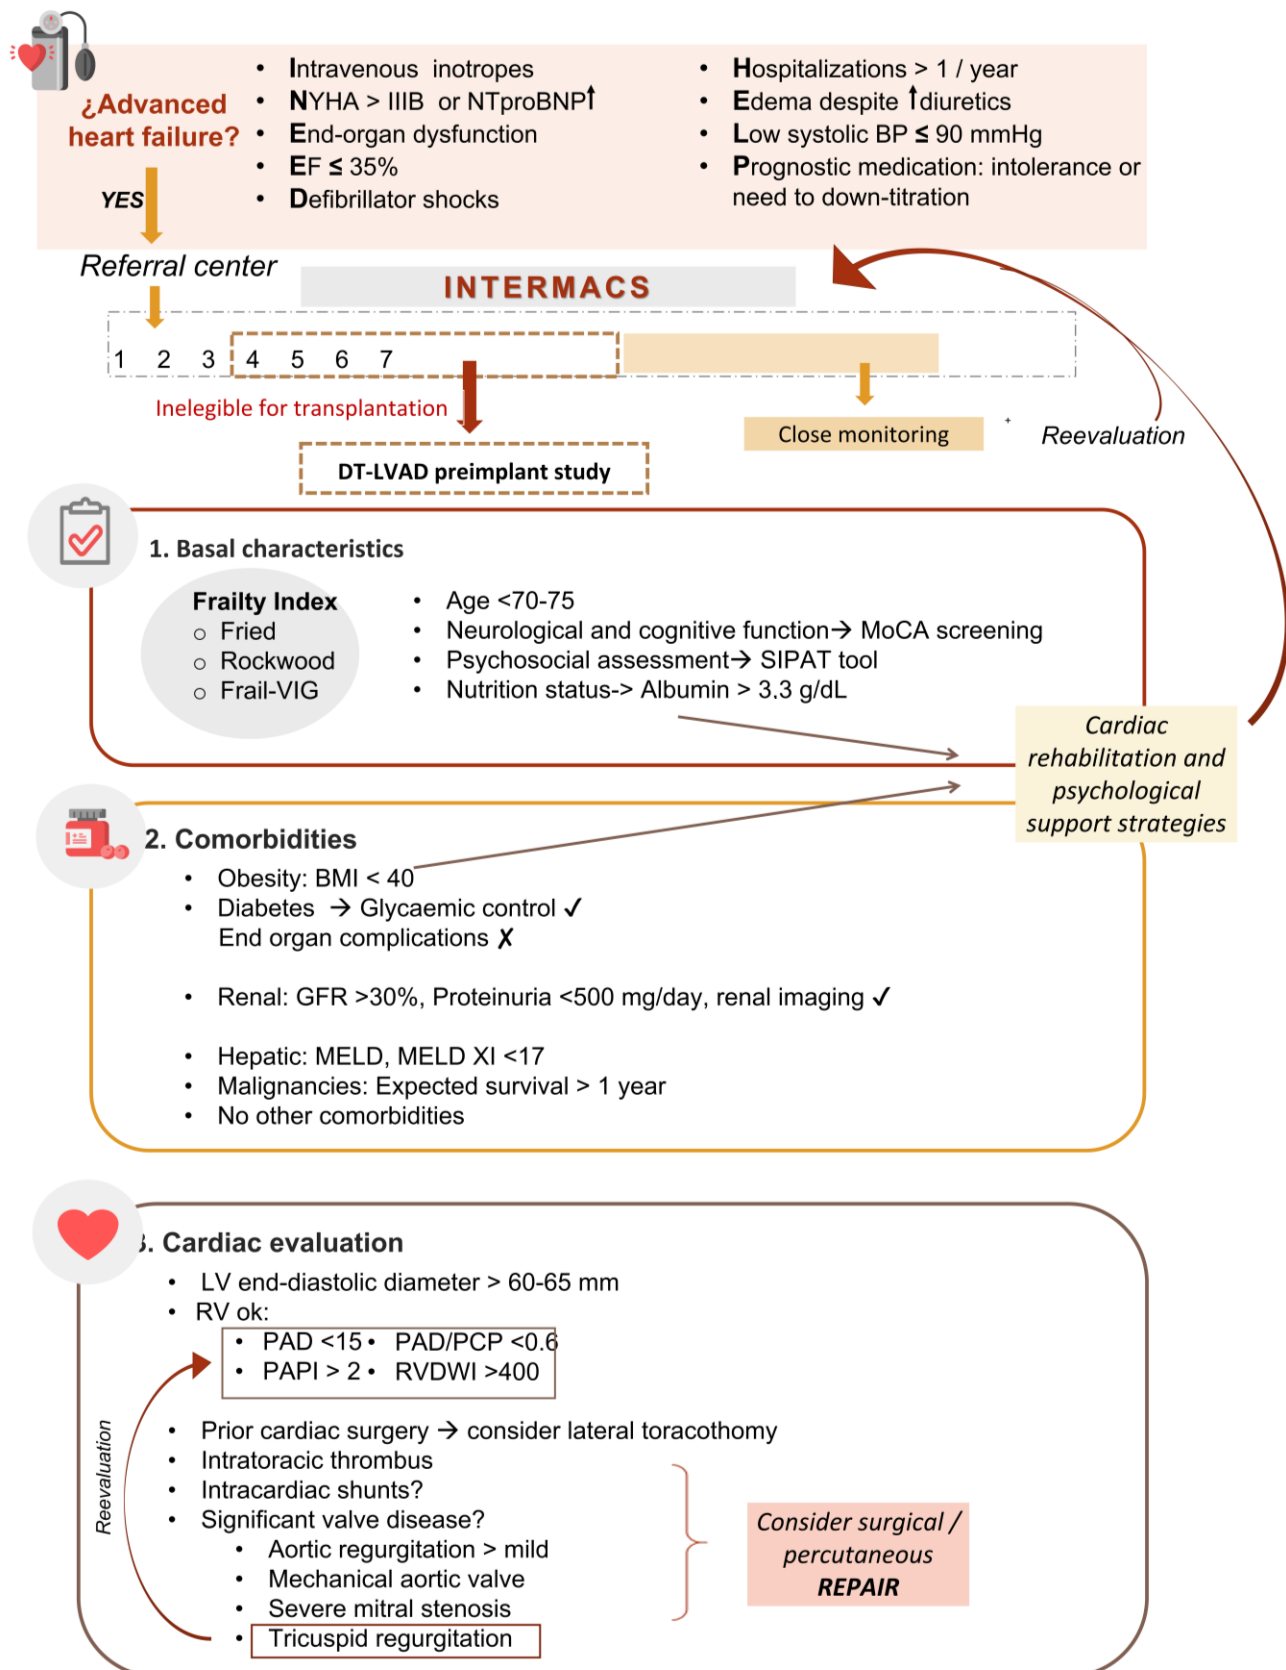 ¿Advanced
heart failure?
YES
• Intravenous inotropes
• NYHA > IIIB or NTproBNP↑
• End-organ dysfunction
• EF ≤ 35%
• Defibrillator shocks
• Hospitalizations > 1 / year
• Edema despite ↑diuretics
• Low systolic BP ≤ 90 mmHg
• Prognostic medication: intolerance or
need to down-titration
Referral center
INTERMACS
1 2 3 4 5 6 7
Inelegible for transplantation
Close monitoring
+
Reevaluation
DT-LVAD preimplant study
1. Basal characteristics
Frailty Index
o Fried
o Rockwood
o Frail-VIG
• Age <70-75
• Neurological and cognitive function→ MoCA screening
• Psychosocial assessment→ SIPAT tool
• Nutrition status-> Albumin > 3.3 g/dL
Cardiac
rehabilitation and
psychological
support strategies
2. Comorbidities
• Obesity: BMI < 40
• Diabetes → Glycaemic control ✓
End organ complications ✗
• Renal: GFR >30%, Proteinuria <500 mg/day, renal imaging ✓
• Hepatic: MELD, MELD XI <17
• Malignancies: Expected survival > 1 year
• No other comorbidities
3. Cardiac evaluation
• LV end-diastolic diameter > 60-65 mm
• RV ok:
• PAD <15 • PAD/PCP <0.6
• PAPI > 2 • RVDWI >400
Reevaluation
• Prior cardiac surgery → consider lateral toracothomy
• Intratoracic thrombus
• Intracardiac shunts?
• Significant valve disease?
• Aortic regurgitation > mild
• Mechanical aortic valve
• Severe mitral stenosis
• Tricuspid regurgitation
Consider surgical /
percutaneous
REPAIR